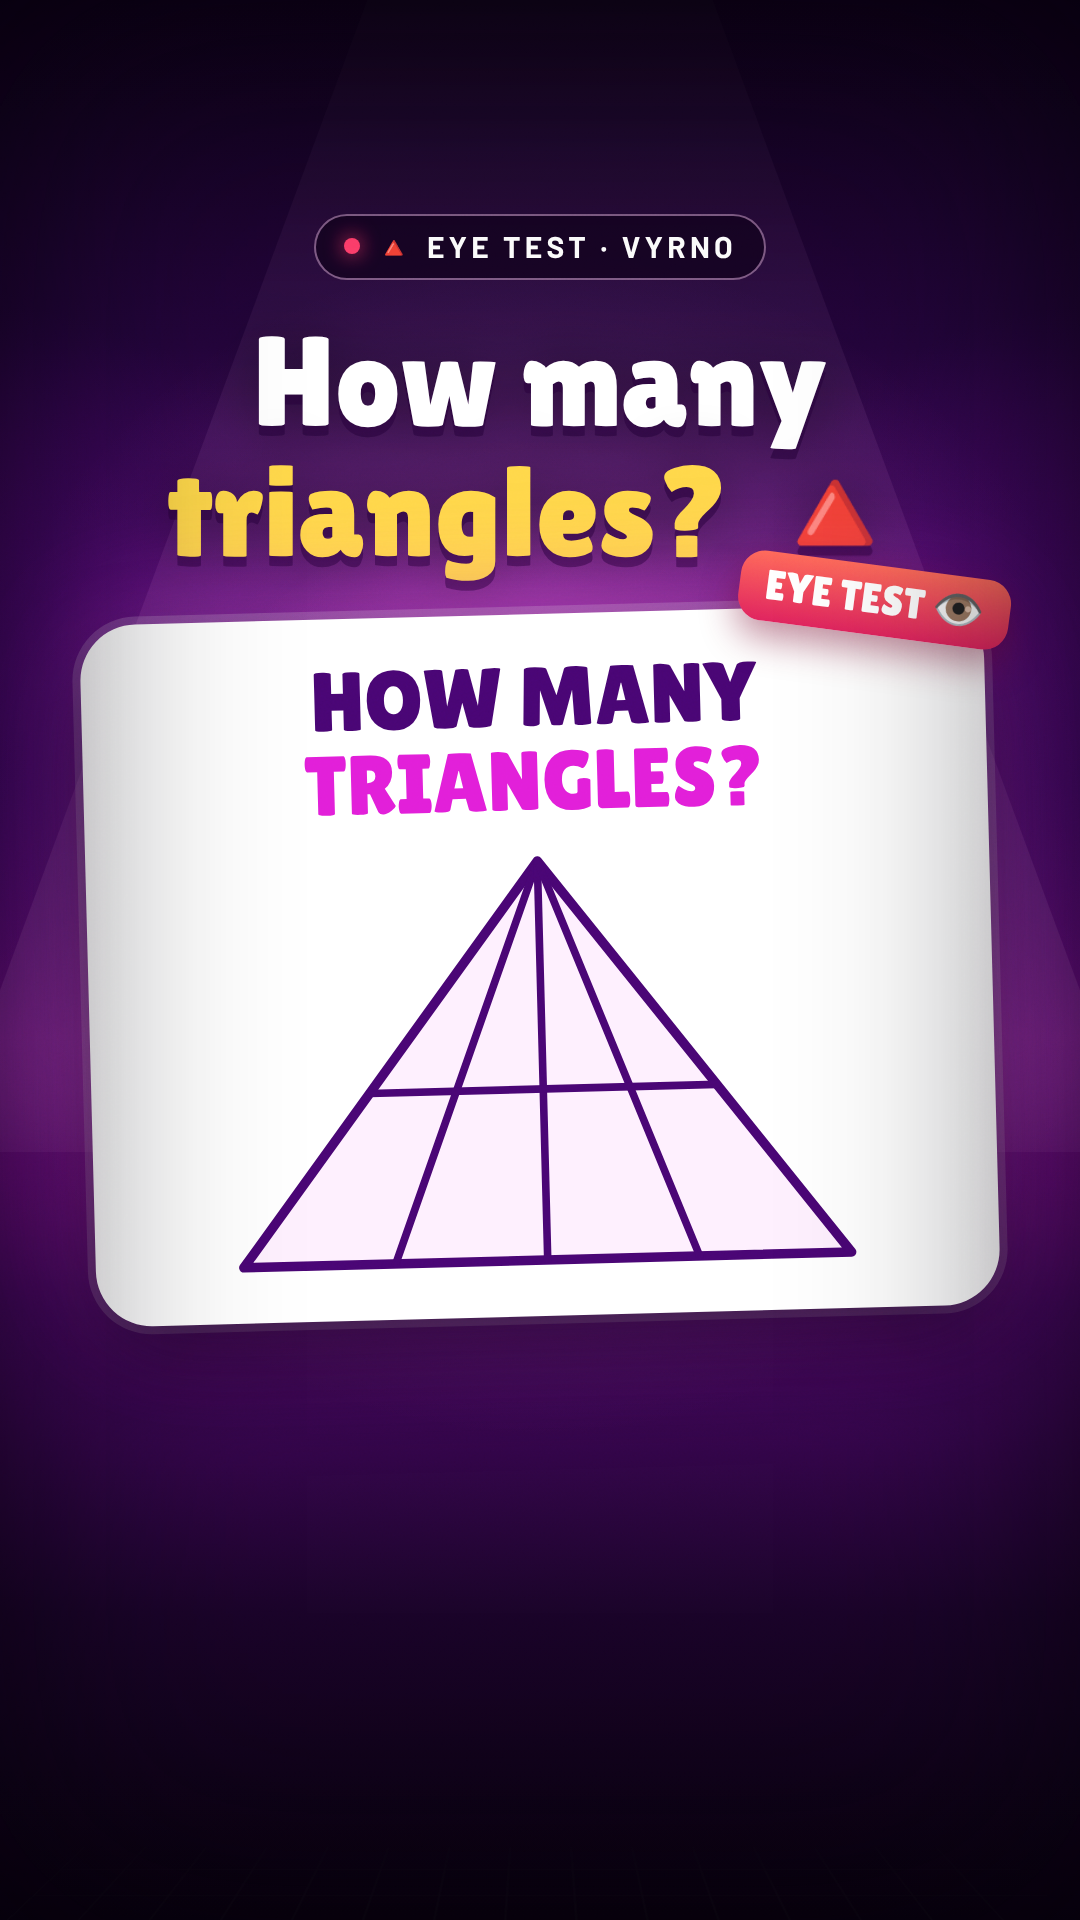 🔺 EYE TEST · VYRNO
How many
triangles? 🔺
EYE TEST 👁️
HOW MANY
TRIANGLES?